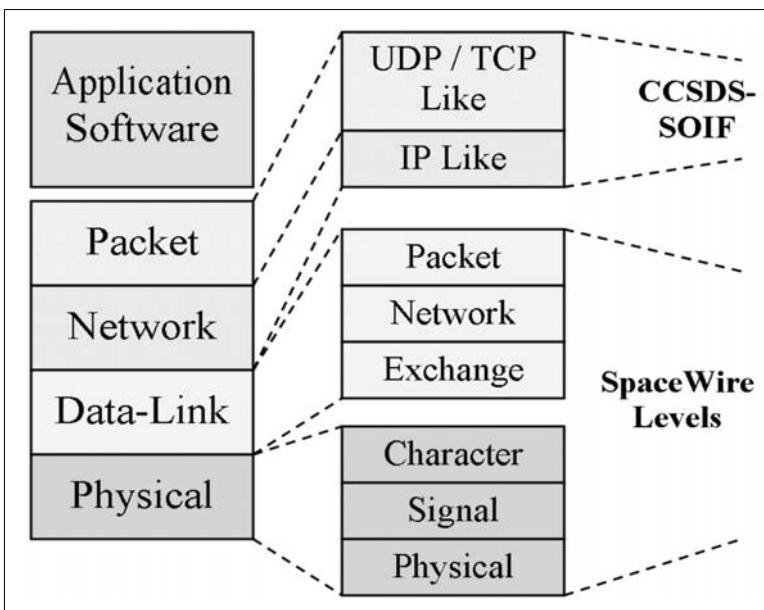 Application
Software
Packet
Network
Data-Link
Physical
UDP / TCP
Like
IP Like
Packet
Network
Exchange
Character
Signal
Physical
CCSDS-
SOIF
SpaceWire
Levels